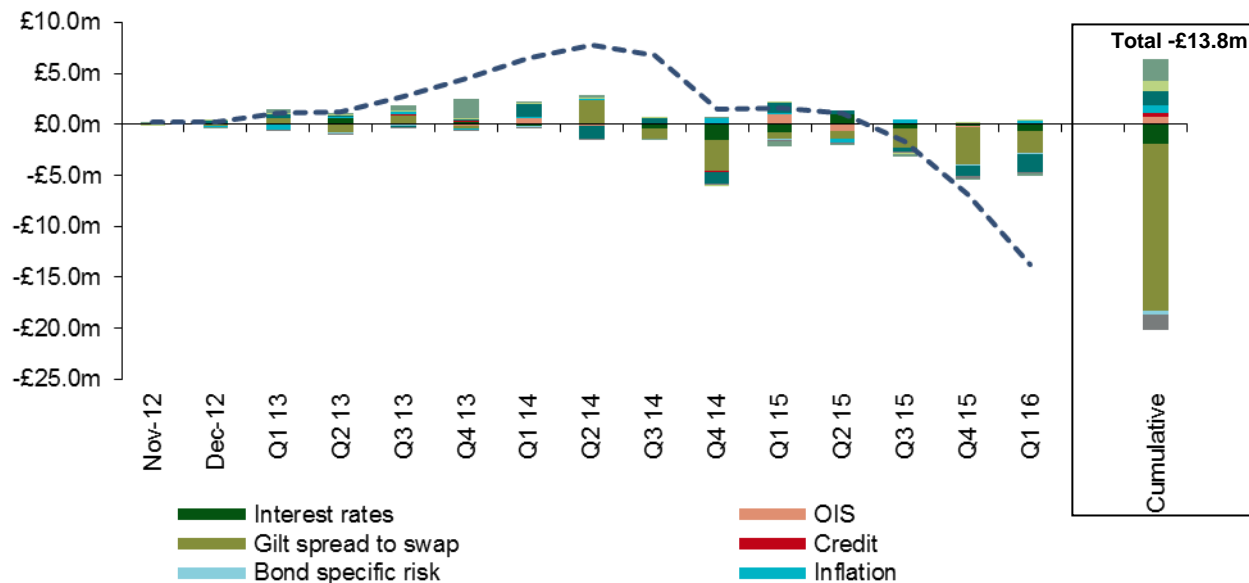 £10.0m
£5.0m
£0.0m
-£5.0m
-£10.0m
-£15.0m
-£20.0m
-£25.0m
Total -£13.8m
Nov-12
Dec-12
Q1 13
Q2 13
Q3 13
Q4 13
Q1 14
Q2 14
Q3 14
Q4 14
Q1 15
Q2 15
Q3 15
Q4 15
Q1 16
Cumulative
Interest rates
OIS
Gilt spread to swap
Credit
Bond specific risk
Inflation